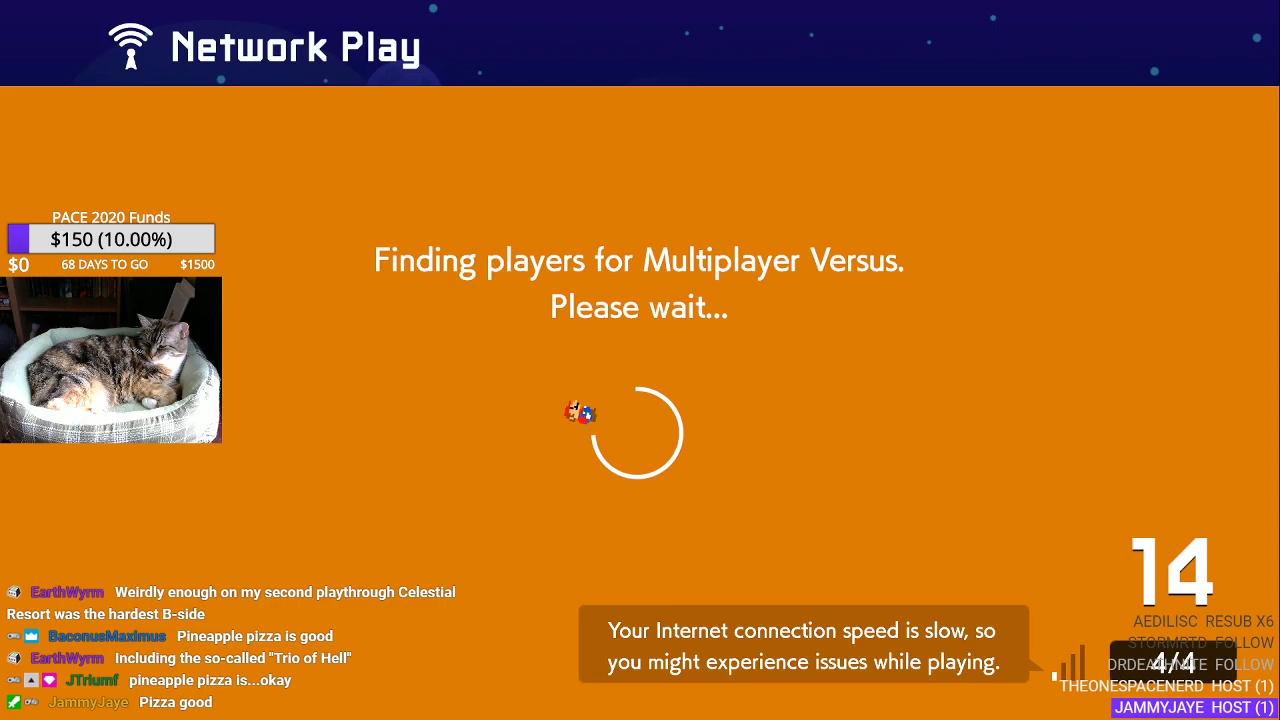 Network Play
PACE 2020 Funds
$150 (10.00%)
$0 68 DAYS TO GO $1500
Finding players for Multiplayer Versus.
Please wait...
EarthWyrm Weirdly enough on my second playthrough Celestial
Resort was the hardest B-side
BaconusMaximus Pineapple pizza is good
EarthWyrm Including the so-called "Trio of Hell"
JTriumf pineapple pizza is...okay
JammyJaye Pizza good
Your Internet connection speed is slow, so
you might experience issues while playing.
14
4/4
AEDILISC RESUB X6
STORMRTD FOLLOW
FOLLOW
THEONESPACENERD HOST (1)
JAMMYJAYE HOST (1)